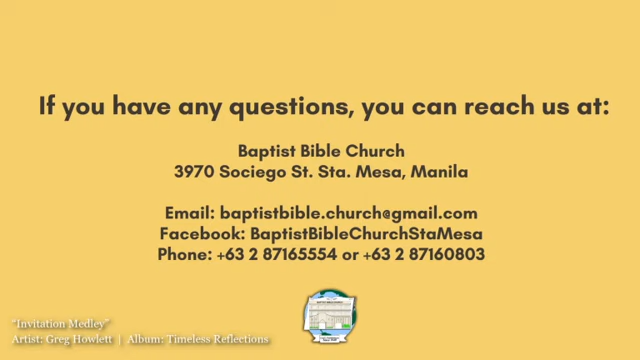 If you have any questions, you can reach us at:
Baptist Bible Church
3970 Sociego St. Sta. Mesa, Manila
Email: baptistbible.church@gmail.com
Facebook: BaptistBibleChurchStaMesa
Phone: +63 2 87165554 or +63 2 87160803
"Invitation Medley"
Artist: Greg Howlett | Album: Timeless Reflections